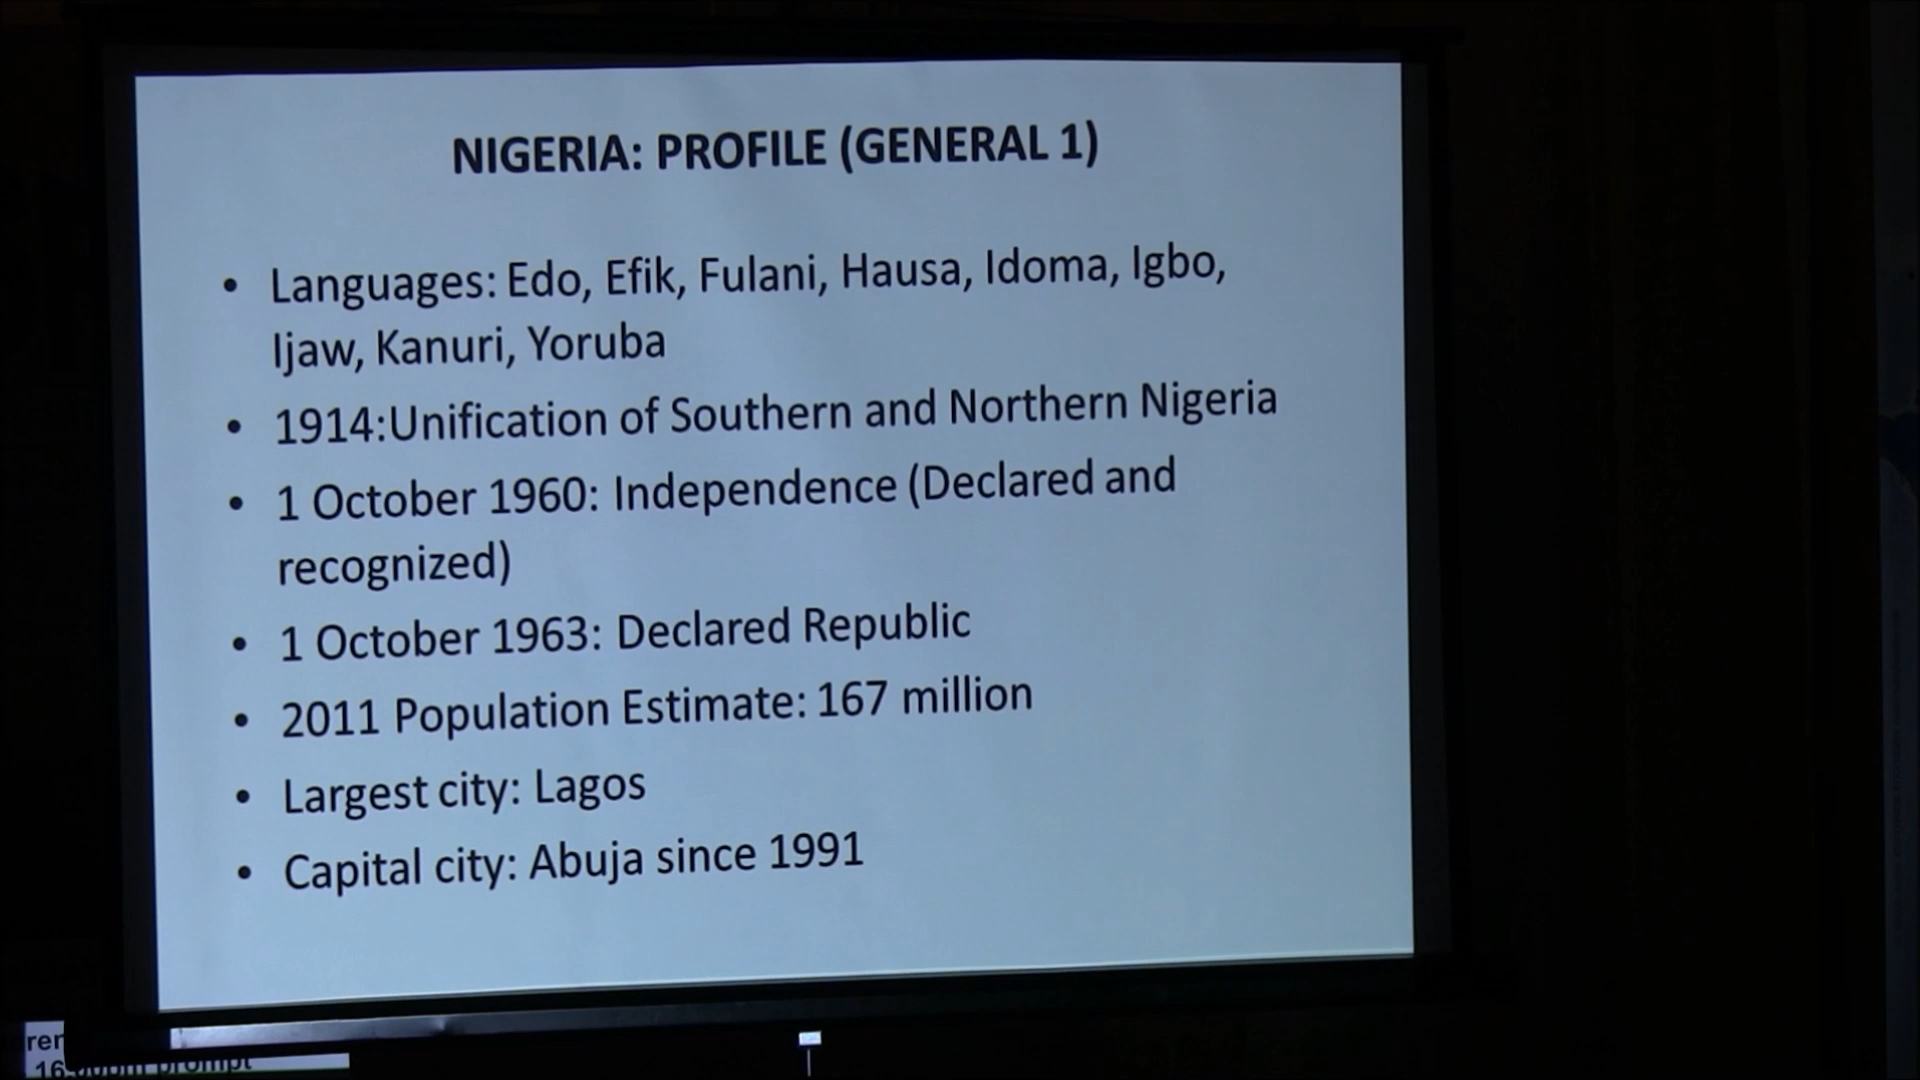 NIGERIA: PROFILE (GENERAL 1)
• Languages: Edo, Efik, Fulani, Hausa, Idoma, Igbo,
Ijaw, Kanuri, Yoruba
• 1914:Unification of Southern and Northern Nigeria
• 1 October 1960: Independence (Declared and
recognized)
• 1 October 1963: Declared Republic
• 2011 Population Estimate: 167 million
• Largest city: Lagos
• Capital city: Abuja since 1991
prompt